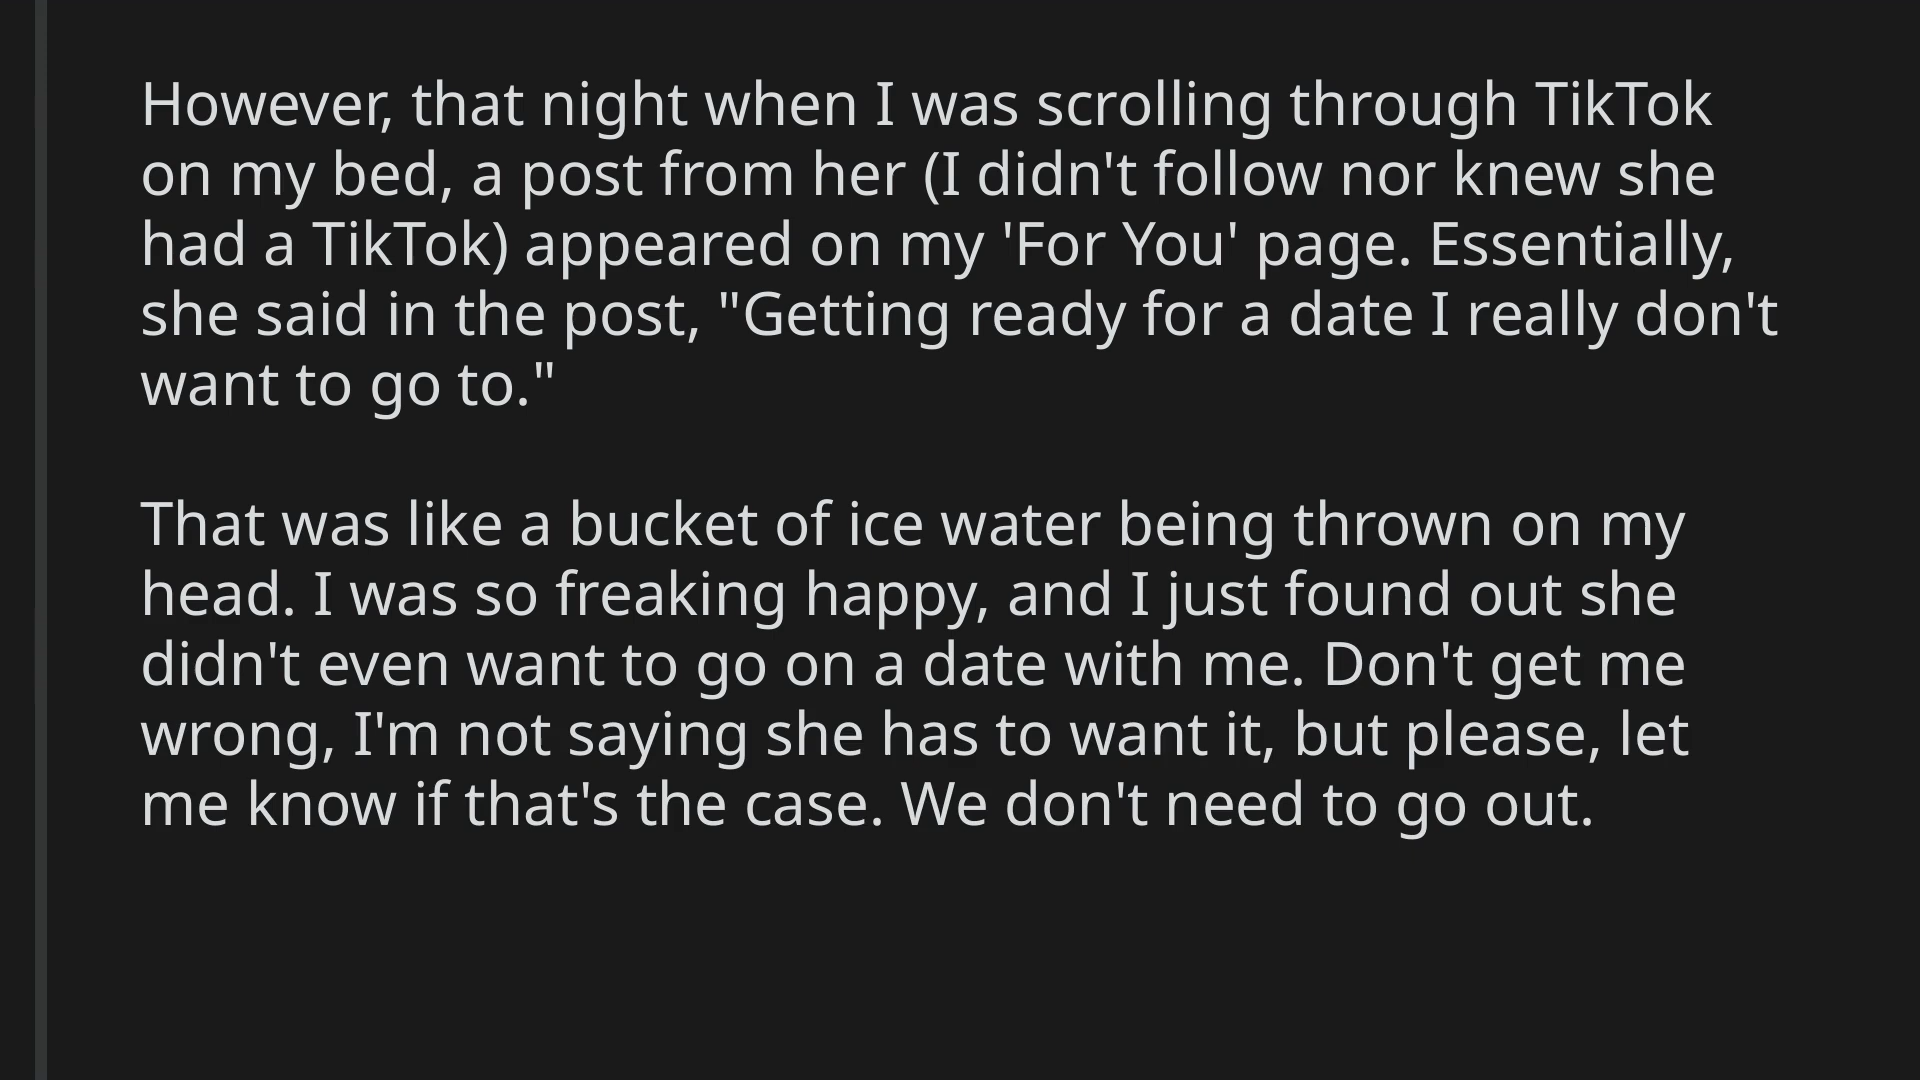 However, that night when I was scrolling through TikTok
on my bed, a post from her (I didn't follow nor knew she
had a TikTok) appeared on my 'For You' page. Essentially,
she said in the post, "Getting ready for a date I really don't
want to go to."
That was like a bucket of ice water being thrown on my
head. I was so freaking happy, and I just found out she
didn't even want to go on a date with me. Don't get me
wrong, I'm not saying she has to want it, but please, let
me know if that's the case. We don't need to go out.